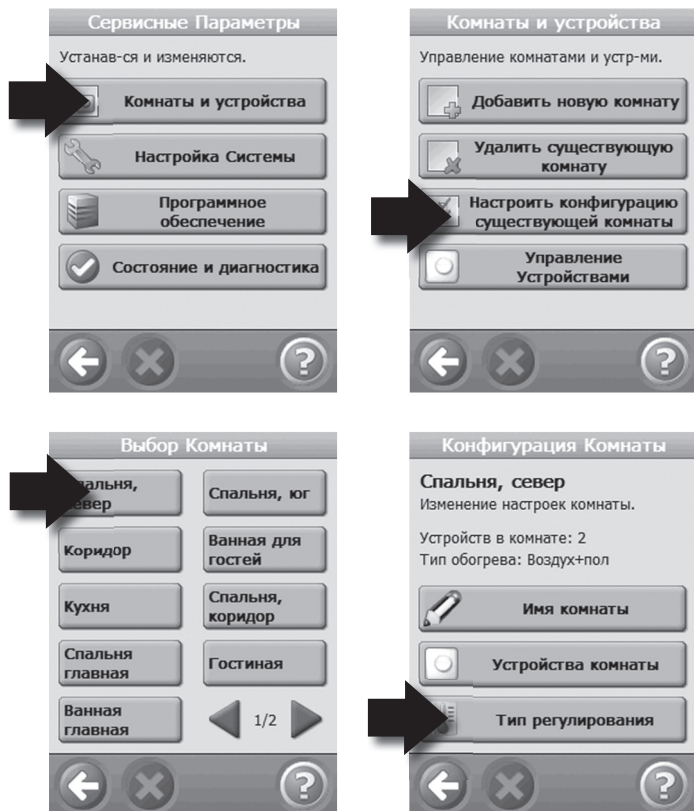 Сервисные Параметры
Устанав-ся и изменяются.
Комнаты и устройства
Настройка Системы
Программное
обеспечение
Состояние и диагностика
Комнаты и устройства
Управление комнатами и устр-ми.
Добавить новую комнату
Удалить существующую
комнату
Настроить конфигурацию
существующей комнаты
Управление
Устройствами
Выбор Комнаты
Спальня, юг
Коридор
Ванная для
гостей
Кухня
Спальня,
коридор
Спальня
главная
Гостиная
Ванная
главная
1/2
Конфигурация Комнаты
Спальня, север
Изменение настроек комнаты.
Устройств в комнате: 2
Тип обогрева: Воздух+пол
Имя комнаты
Устройства комнаты
Тип регулирования